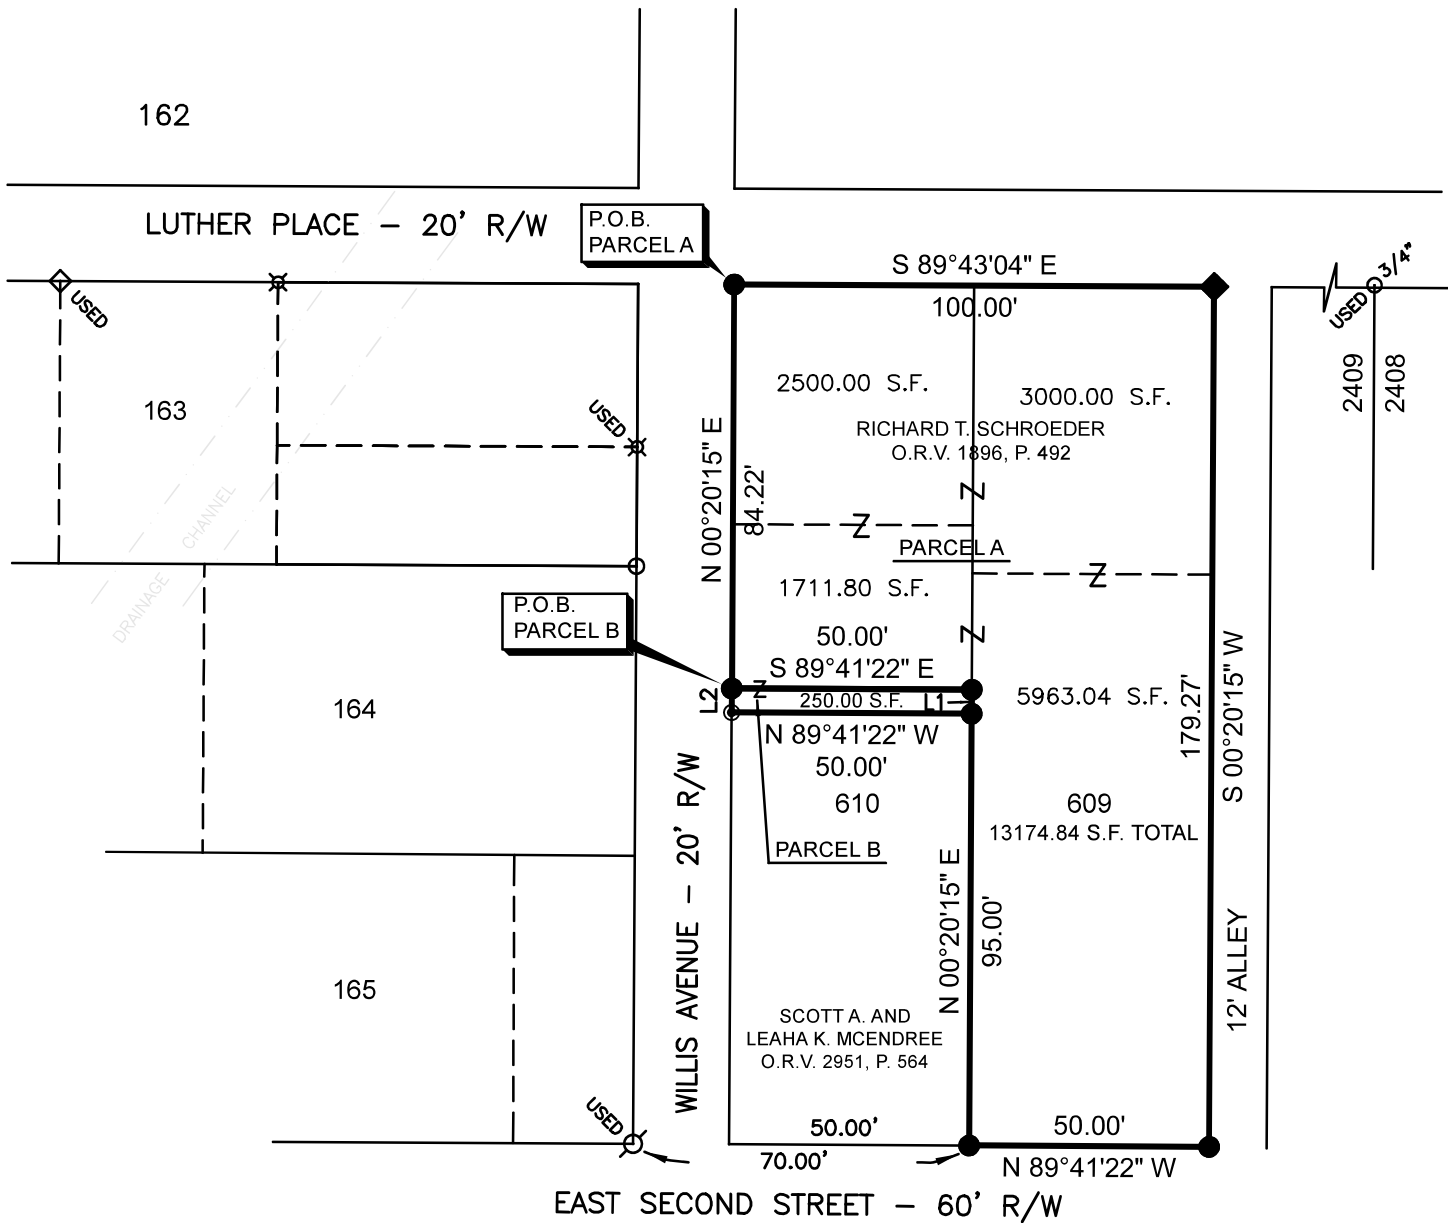 162
LUTHER PLACE - 20' R/W
P.O.B.
PARCEL A
S 89°43'04" E
100.00'
3/4"
USED
USED
2409
2408
163
USED
2500.00 S.F.
3000.00 S.F.
RICHARD T. SCHROEDER
O.R.V. 1896, P. 492
N 00°20'15" E
84.22'
Z
Z
PARCEL A
Z
DRAINAGE CHANNEL
P.O.B.
PARCEL B
1711.80 S.F.
50.00'
Z
S 89°41'22" E
L2
Z
250.00 S.F.
L1
N 89°41'22" W
50.00'
5963.04 S.F.
179.27'
S 00°20'15" W
164
610
609
13174.84 S.F. TOTAL
PARCEL B
WILLIS AVENUE - 20' R/W
N 00°20'15" E
95.00'
12' ALLEY
165
SCOTT A. AND
LEAHA K. MCENDREE
O.R.V. 2951, P. 564
USED
50.00'
50.00'
70.00'
N 89°41'22" W
EAST SECOND STREET - 60' R/W